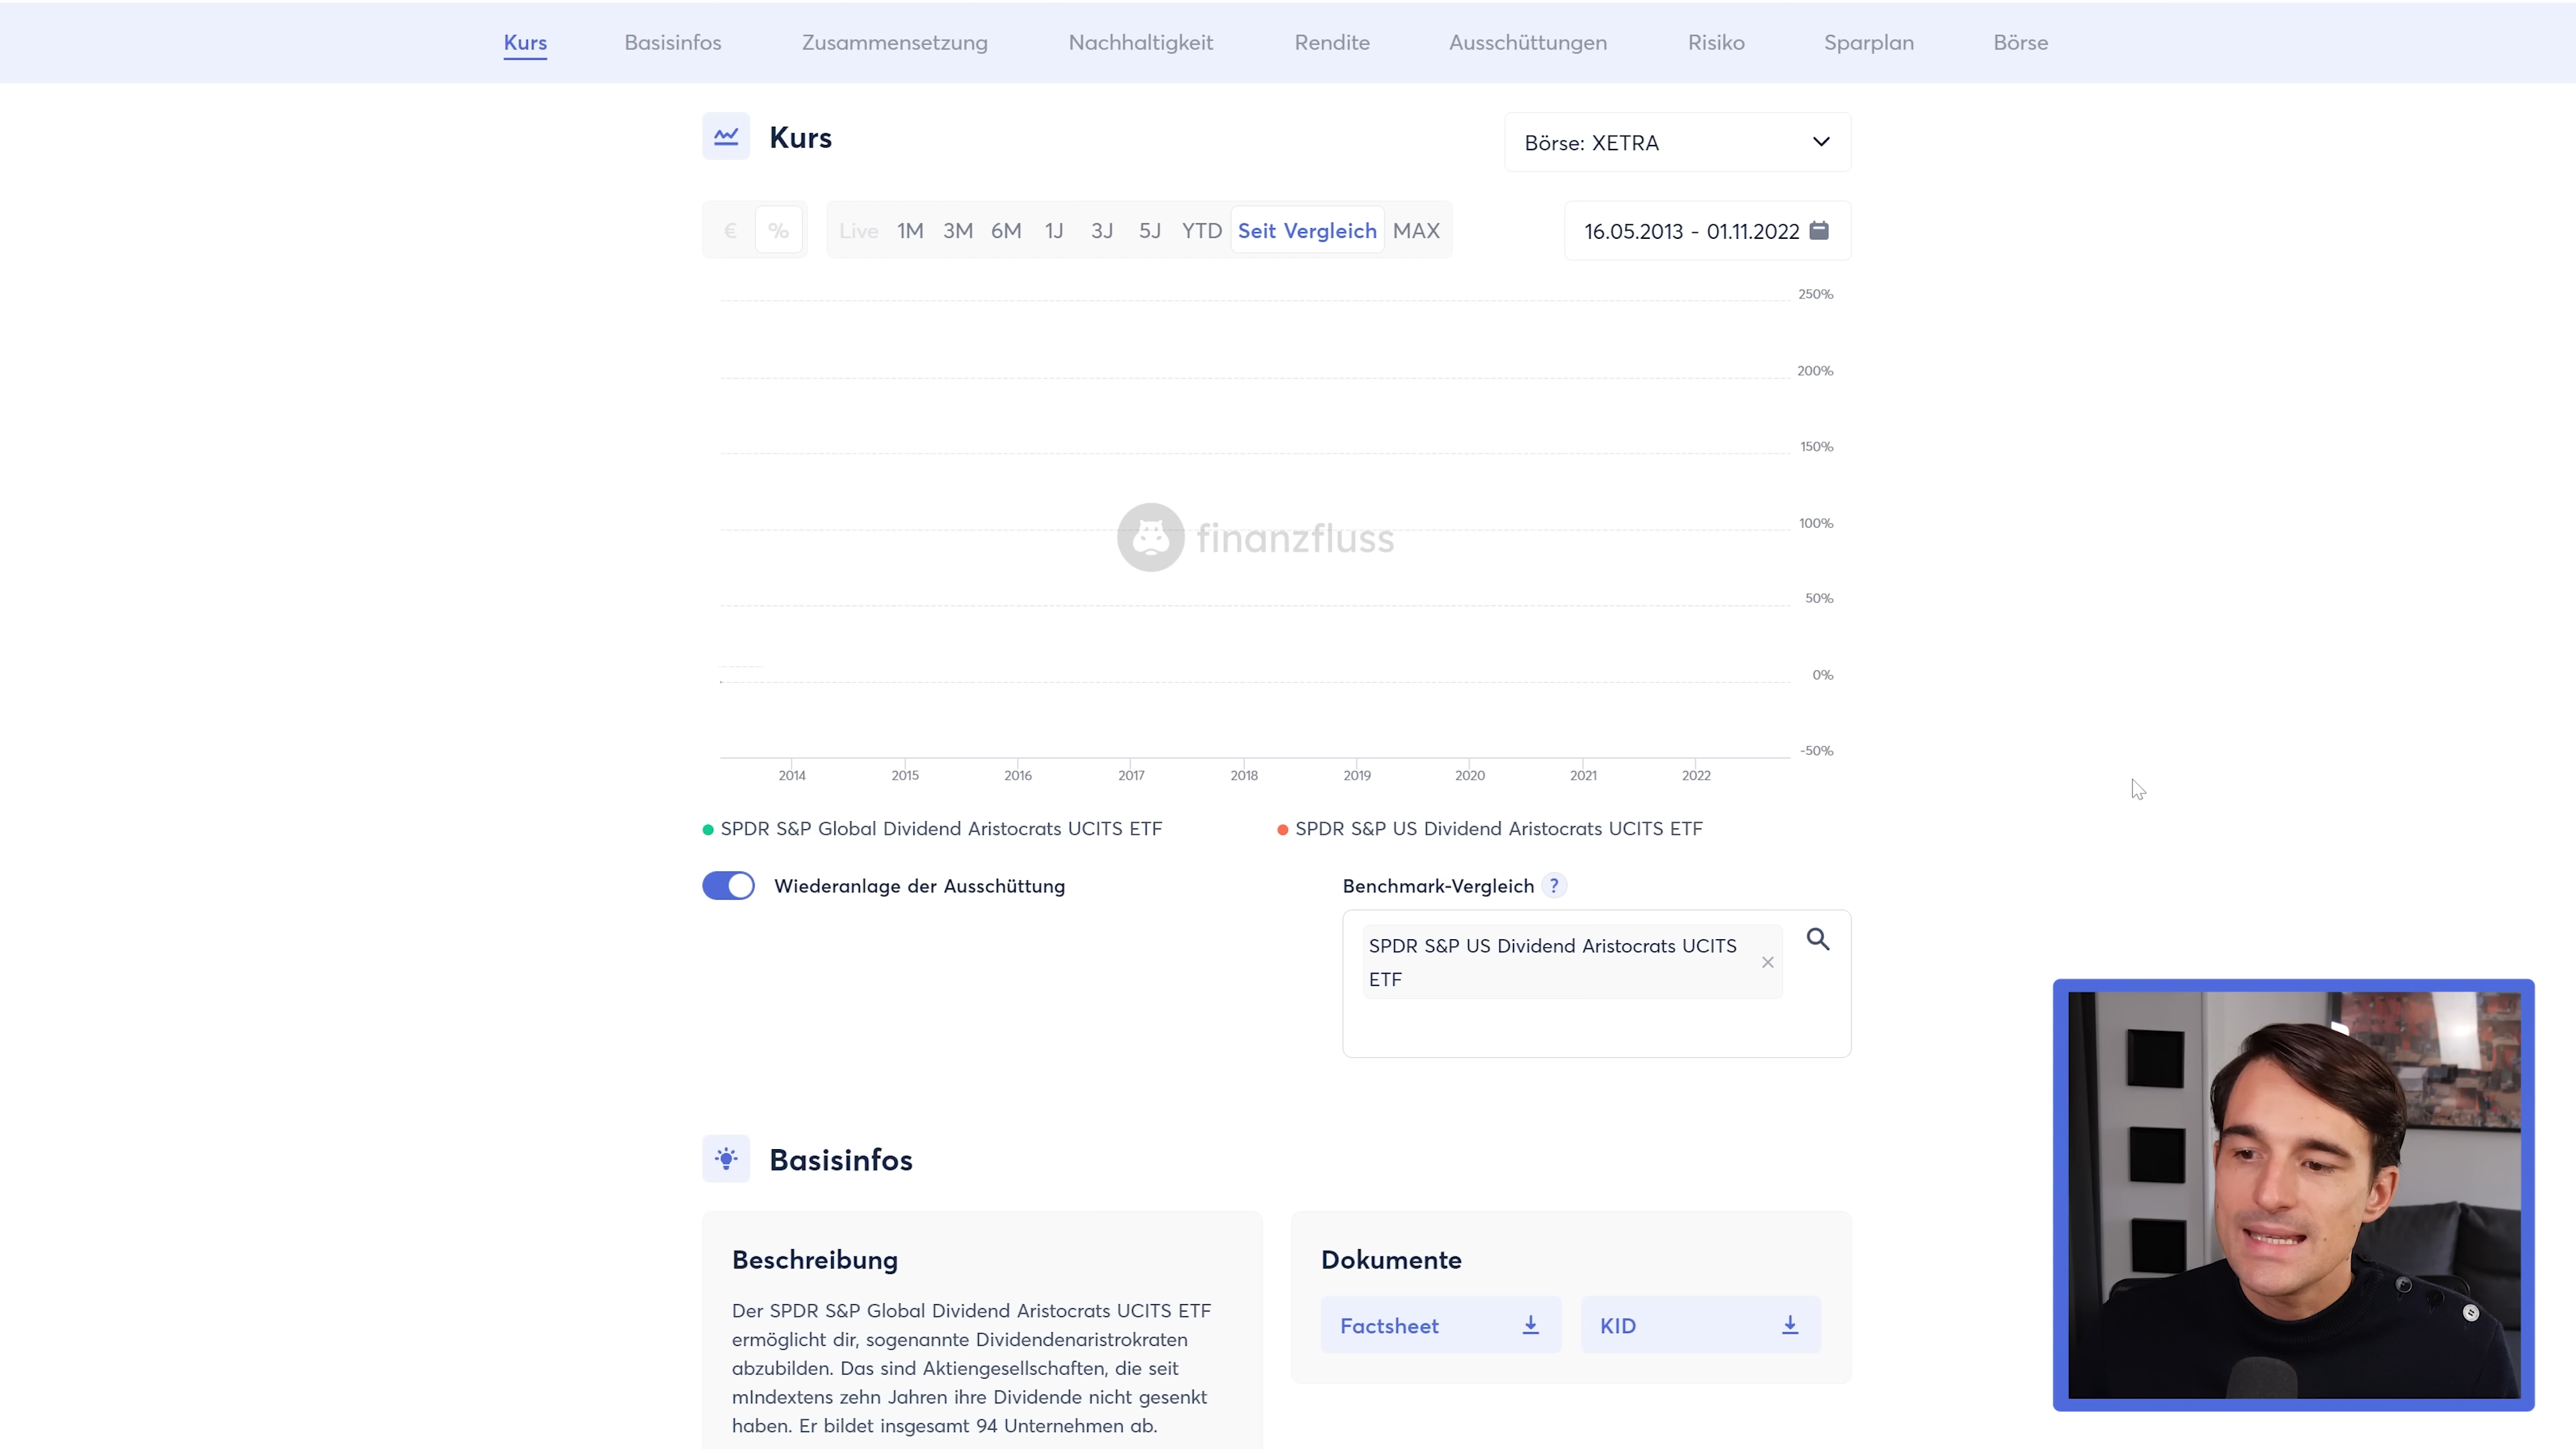 Kurs Basisinfos Zusammensetzung Nachhaltigkeit Rendite Ausschüttungen Risiko Sparplan Börse
Kurs
Börse: XETRA
€ % Live 1M 3M 6M 1J 3J 5J YTD Seit Vergleich MAX
16.05.2013 - 01.11.2022
250%
200%
150%
100%
finanzfluss
50%
0%
-50%
2014 2015 2016 2017 2018 2019 2020 2021 2022
SPDR S&P Global Dividend Aristocrats UCITS ETF
SPDR S&P US Dividend Aristocrats UCITS ETF
Wiederanlage der Ausschüttung
Benchmark-Vergleich ?
SPDR S&P US Dividend Aristocrats UCITS
ETF
Basisinfos
Beschreibung
Der SPDR S&P Global Dividend Aristocrats UCITS ETF
ermöglicht dir, sogenannte Dividendenaristrokraten
abzubilden. Das sind Aktiengesellschaften, die seit
mIndextens zehn Jahren ihre Dividende nicht gesenkt
haben. Er bildet insgesamt 94 Unternehmen ab.
Dokumente
Factsheet
KID